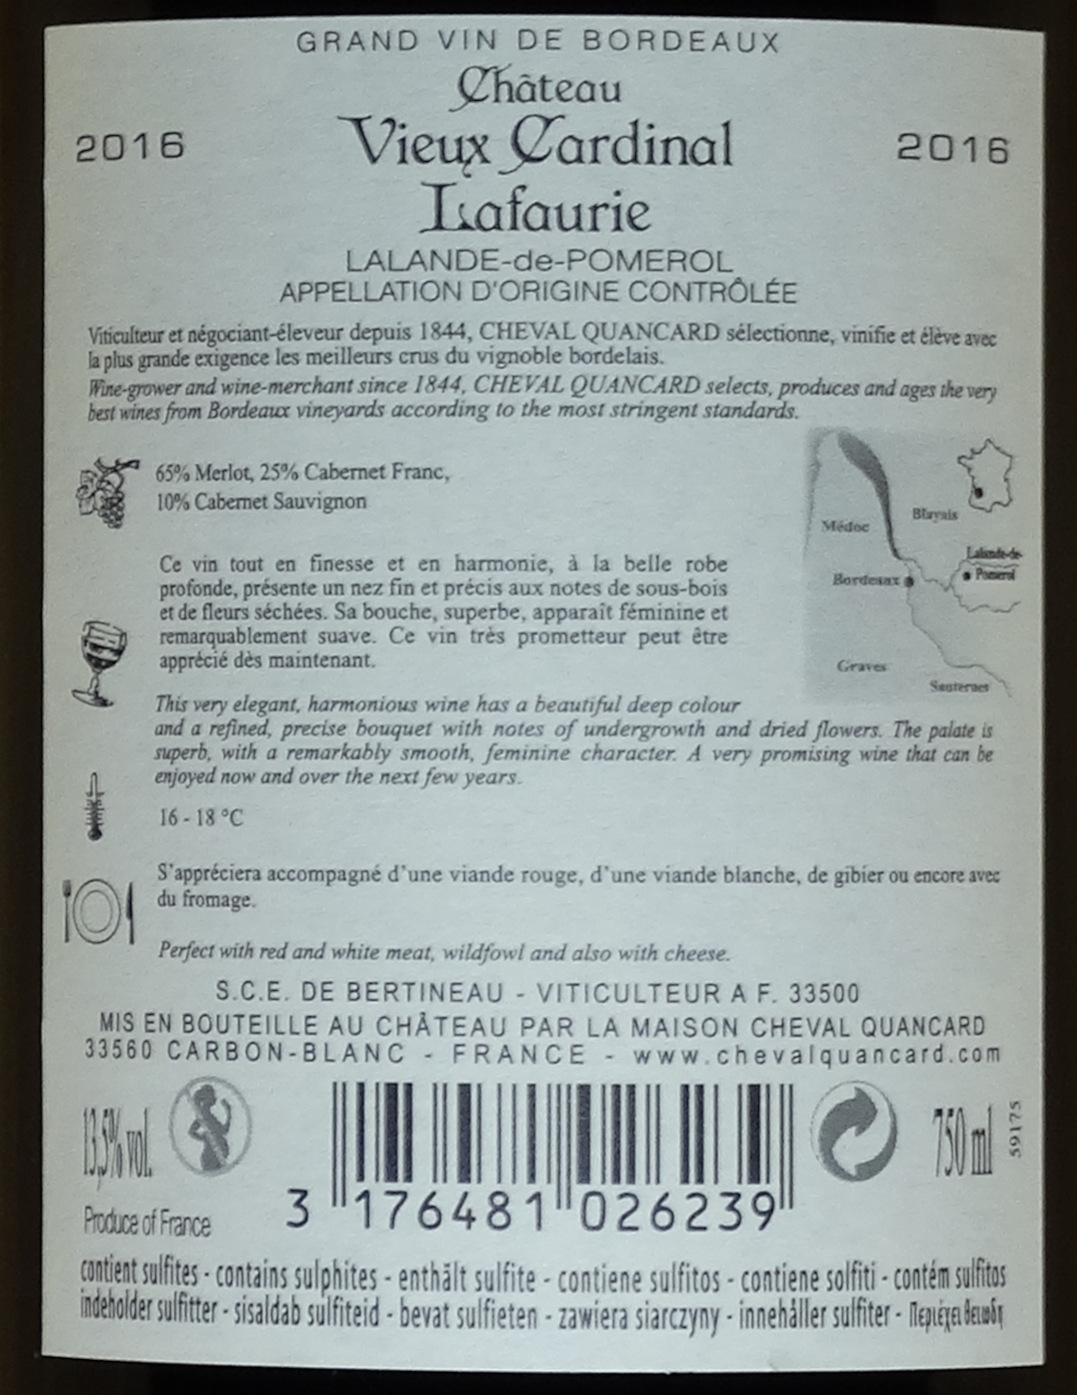 GRAND VIN DE BORDEAUX
Château
2016 Vieux Cardinal 2016
Lafaurie
LALANDE-de-POMEROL
APPELLATION D'ORIGINE CONTRÔLÉE
Viticulteur et négociant-éleveur depuis 1844, CHEVAL QUANCARD sélectionne, vinifie et élève avec
la plus grande exigence les meilleurs crus du vignoble bordelais.
Wine-grower and wine-merchant since 1844, CHEVAL QUANCARD selects, produces and ages the very
best wines from Bordeaux vineyards according to the most stringent standards.
65% Merlot, 25% Cabernet Franc,
10% Cabernet Sauvignon
Médoc
Blayais
Lalande-de-
Bordeaux
Pomerol
Graves
Sauternes
Ce vin tout en finesse et en harmonie, à la belle robe
profonde, présente un nez fin et précis aux notes de sous-bois
et de fleurs séchées. Sa bouche, superbe, apparaît féminine et
remarquablement suave. Ce vin très prometteur peut être
apprécié dès maintenant.
This very elegant, harmonious wine has a beautiful deep colour
and a refined, precise bouquet with notes of undergrowth and dried flowers. The palate is
superb, with a remarkably smooth, feminine character. A very promising wine that can be
enjoyed now and over the next few years.
16 - 18 °C
S'appréciera accompagné d'une viande rouge, d'une viande blanche, de gibier ou encore avec
du fromage.
Perfect with red and white meat, wildfowl and also with cheese.
S.C.E. DE BERTINEAU - VITICULTEUR A F. 33500
MIS EN BOUTEILLE AU CHÂTEAU PAR LA MAISON CHEVAL QUANCARD
33560 CARBON-BLANC - FRANCE - www.chevalquancard.com
13,5% vol.
750 ml
59175
Produce of France
3 176481 026239
contient sulfites - contains sulphites - enthält sulfite - contiene sulfitos - contiene solfiti - contém sulfitos
indeholder sulfitter - sisaldab sulfiteid - bevat sulfieten - zawiera siarczyny - innehåller sulfiter - Περιέχει θειώδη